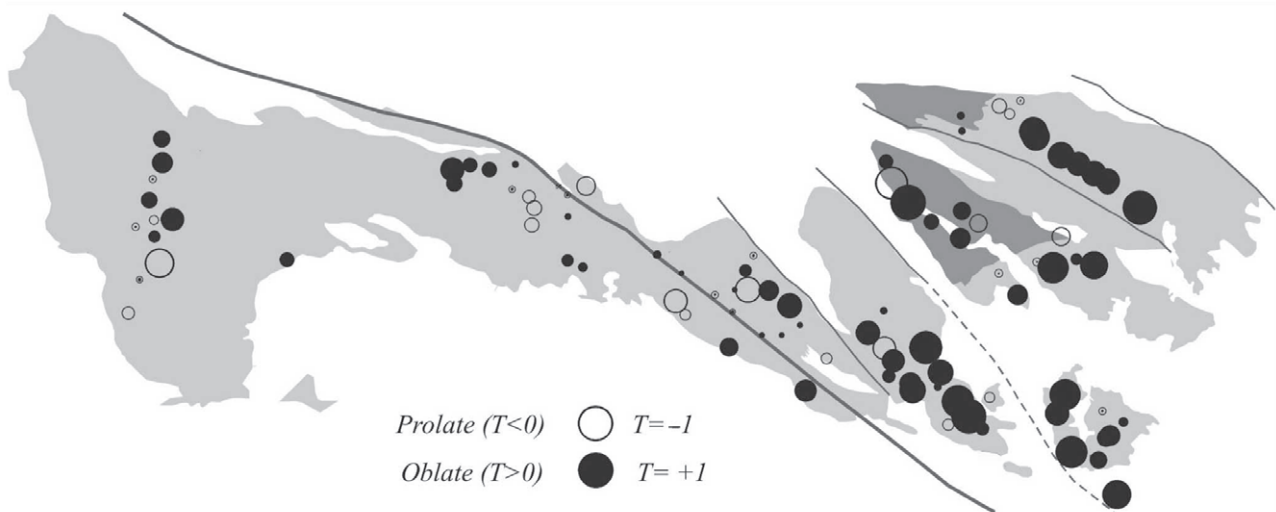 Prolate (T<0) T=-1
Oblate (T>0) T= +1